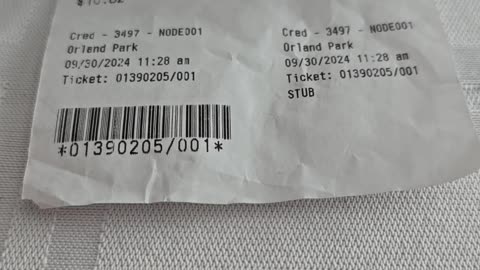 Cred - 3497 - NODE001
Orland Park
09/30/2024 11:28 am
Ticket: 01390205/001
*01390205/001*
Cred - 3497 - NODE001
Orland Park
09/30/2024 11:28 am
Ticket: 01390205/001
STUB